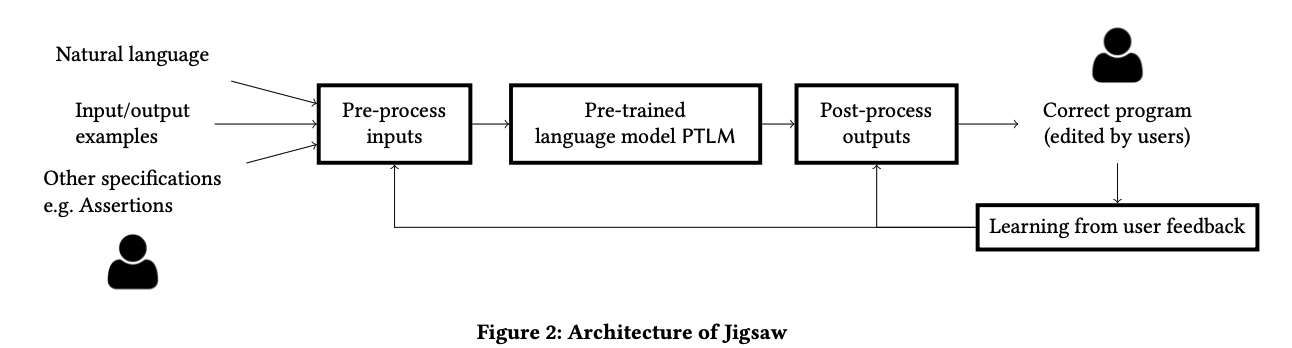 Natural language
Input/output
examples
Other specifications
e.g. Assertions
Pre-process
inputs
Pre-trained
language model PTLM
Post-process
outputs
Correct program
(edited by users)
Learning from user feedback
Figure 2: Architecture of Jigsaw